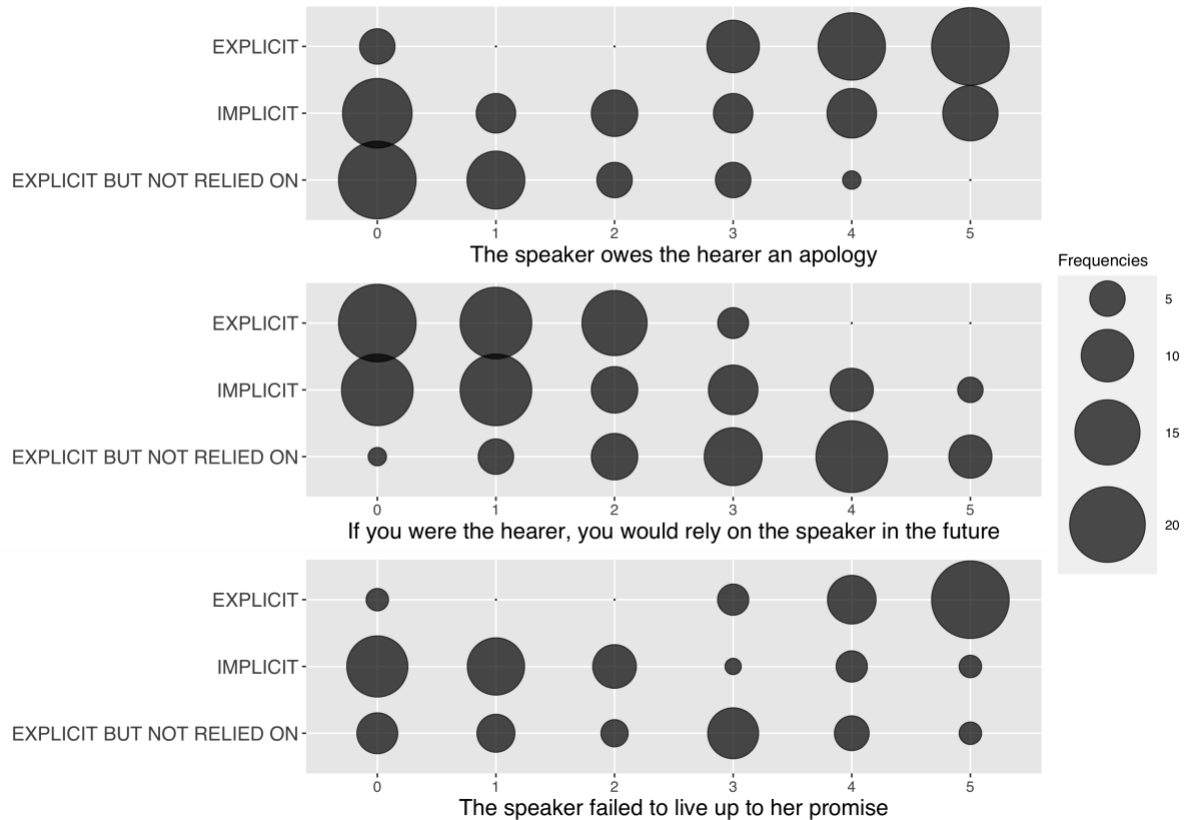 EXPLICIT
IMPLICIT
EXPLICIT BUT NOT RELIED ON
0 1 2 3 4 5
The speaker owes the hearer an apology
EXPLICIT
IMPLICIT
EXPLICIT BUT NOT RELIED ON
0 1 2 3 4 5
If you were the hearer, you would rely on the speaker in the future
EXPLICIT
IMPLICIT
EXPLICIT BUT NOT RELIED ON
0 1 2 3 4 5
The speaker failed to live up to her promise
Frequencies
5
10
15
20